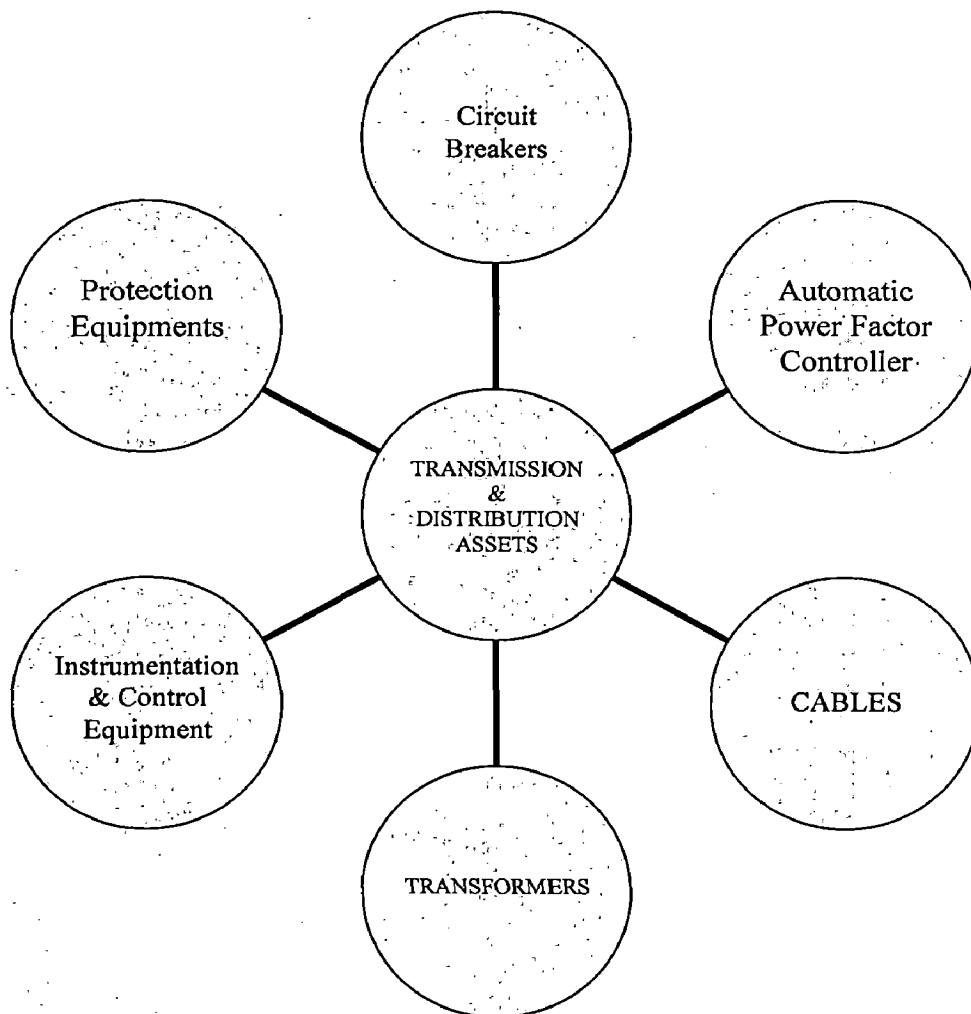 Circuit
Breakers
Protection
Equipments
Automatic
Power Factor
Controller
TRANSMISSION
&
DISTRIBUTION
ASSETS
Instrumentation
& Control
Equipment
CABLES
TRANSFORMERS